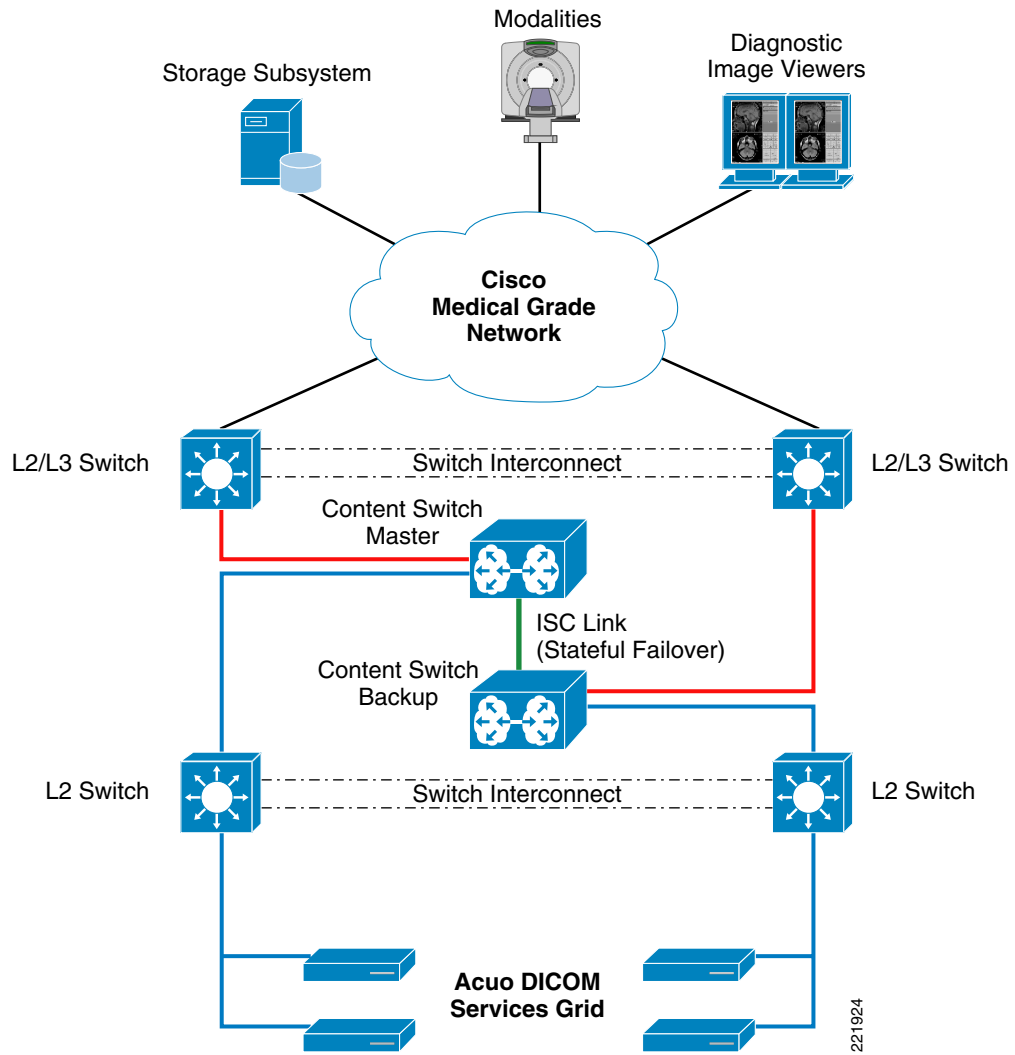 Modalities
Storage Subsystem
Diagnostic
Image Viewers
Cisco
Medical Grade
Network
L2/L3 Switch
Switch Interconnect
L2/L3 Switch
Content Switch
Master
ISC Link
(Stateful Failover)
Content Switch
Backup
L2 Switch
Switch Interconnect
L2 Switch
Acuo DICOM
Services Grid
221924